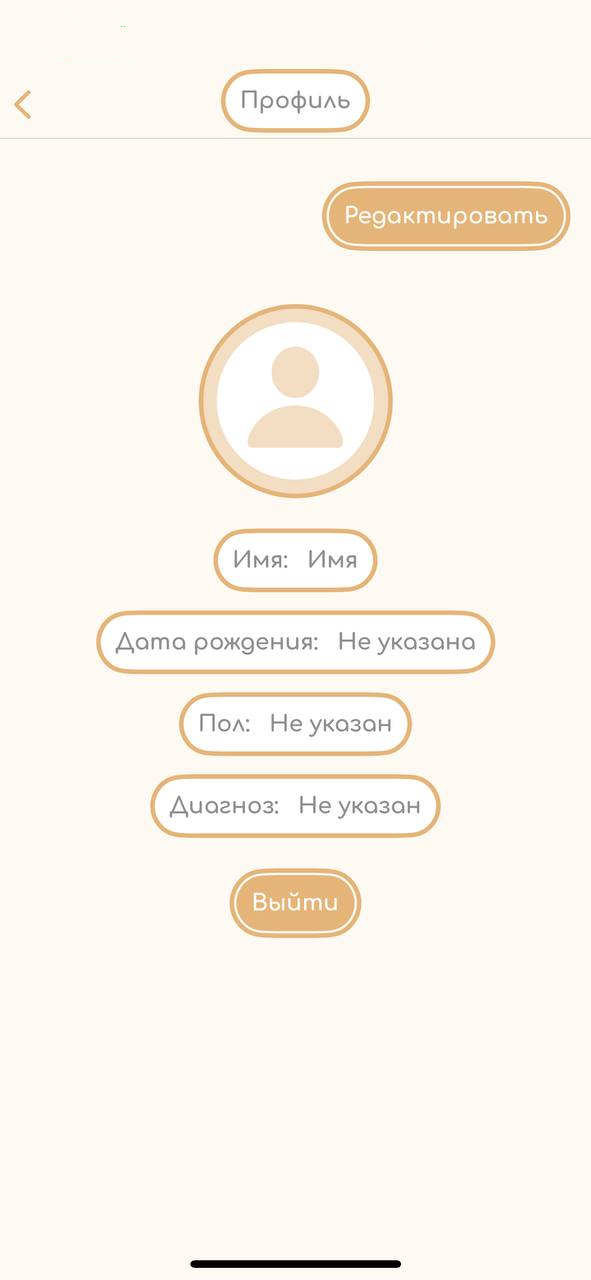 Профиль
Редактировать
Имя: Имя
Дата рождения: Не указана
Пол: Не указан
Диагноз: Не указан
Выйти